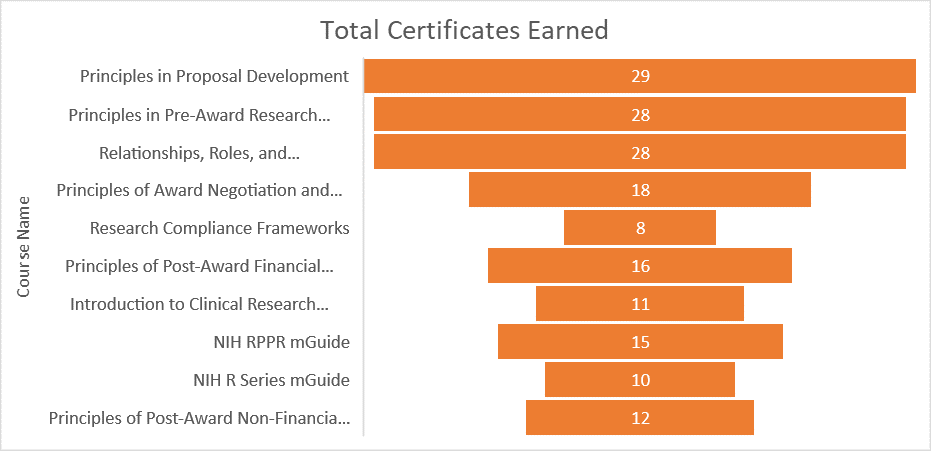 Total Certificates Earned
Course Name
Principles in Proposal Development 29
Principles in Pre-Award Research... 28
Relationships, Roles, and... 28
Principles of Award Negotiation and... 18
Research Compliance Frameworks 8
Principles of Post-Award Financial... 16
Introduction to Clinical Research... 11
NIH RPPR mGuide 15
NIH R Series mGuide 10
Principles of Post-Award Non-Financia... 12